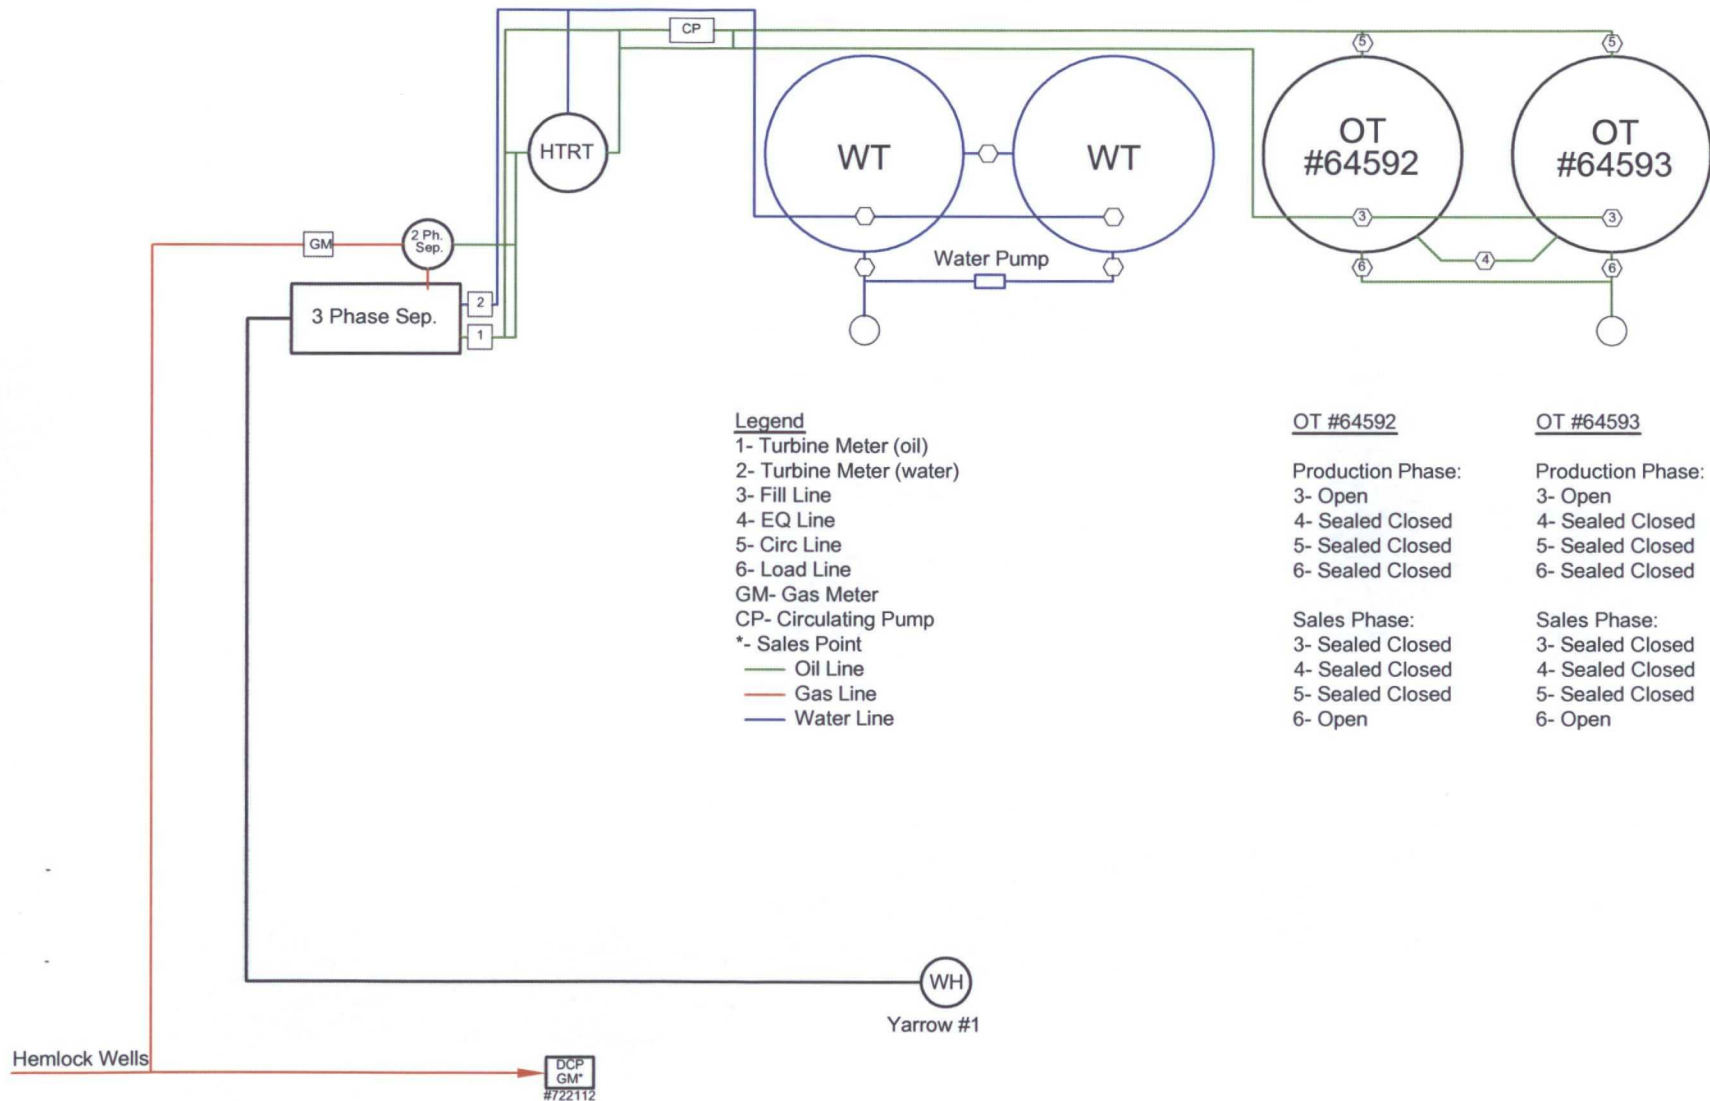 CP
5
5
HTRT
WT
WT
OT
#64592
OT
#64593
3
3
GM
2 Ph.
Sep.
Water Pump
4
6
6
3 Phase Sep.
2
1
Legend
1- Turbine Meter (oil)
2- Turbine Meter (water)
3- Fill Line
4- EQ Line
5- Circ Line
6- Load Line
GM- Gas Meter
CP- Circulating Pump
*- Sales Point
Oil Line
Gas Line
Water Line
OT #64592
Production Phase:
3- Open
4- Sealed Closed
5- Sealed Closed
6- Sealed Closed
Sales Phase:
3- Sealed Closed
4- Sealed Closed
5- Sealed Closed
6- Open
OT #64593
Production Phase:
3- Open
4- Sealed Closed
5- Sealed Closed
6- Sealed Closed
Sales Phase:
3- Sealed Closed
4- Sealed Closed
5- Sealed Closed
6- Open
WH
Yarrow #1
Hemlock Wells
DCP
GM*
#722112